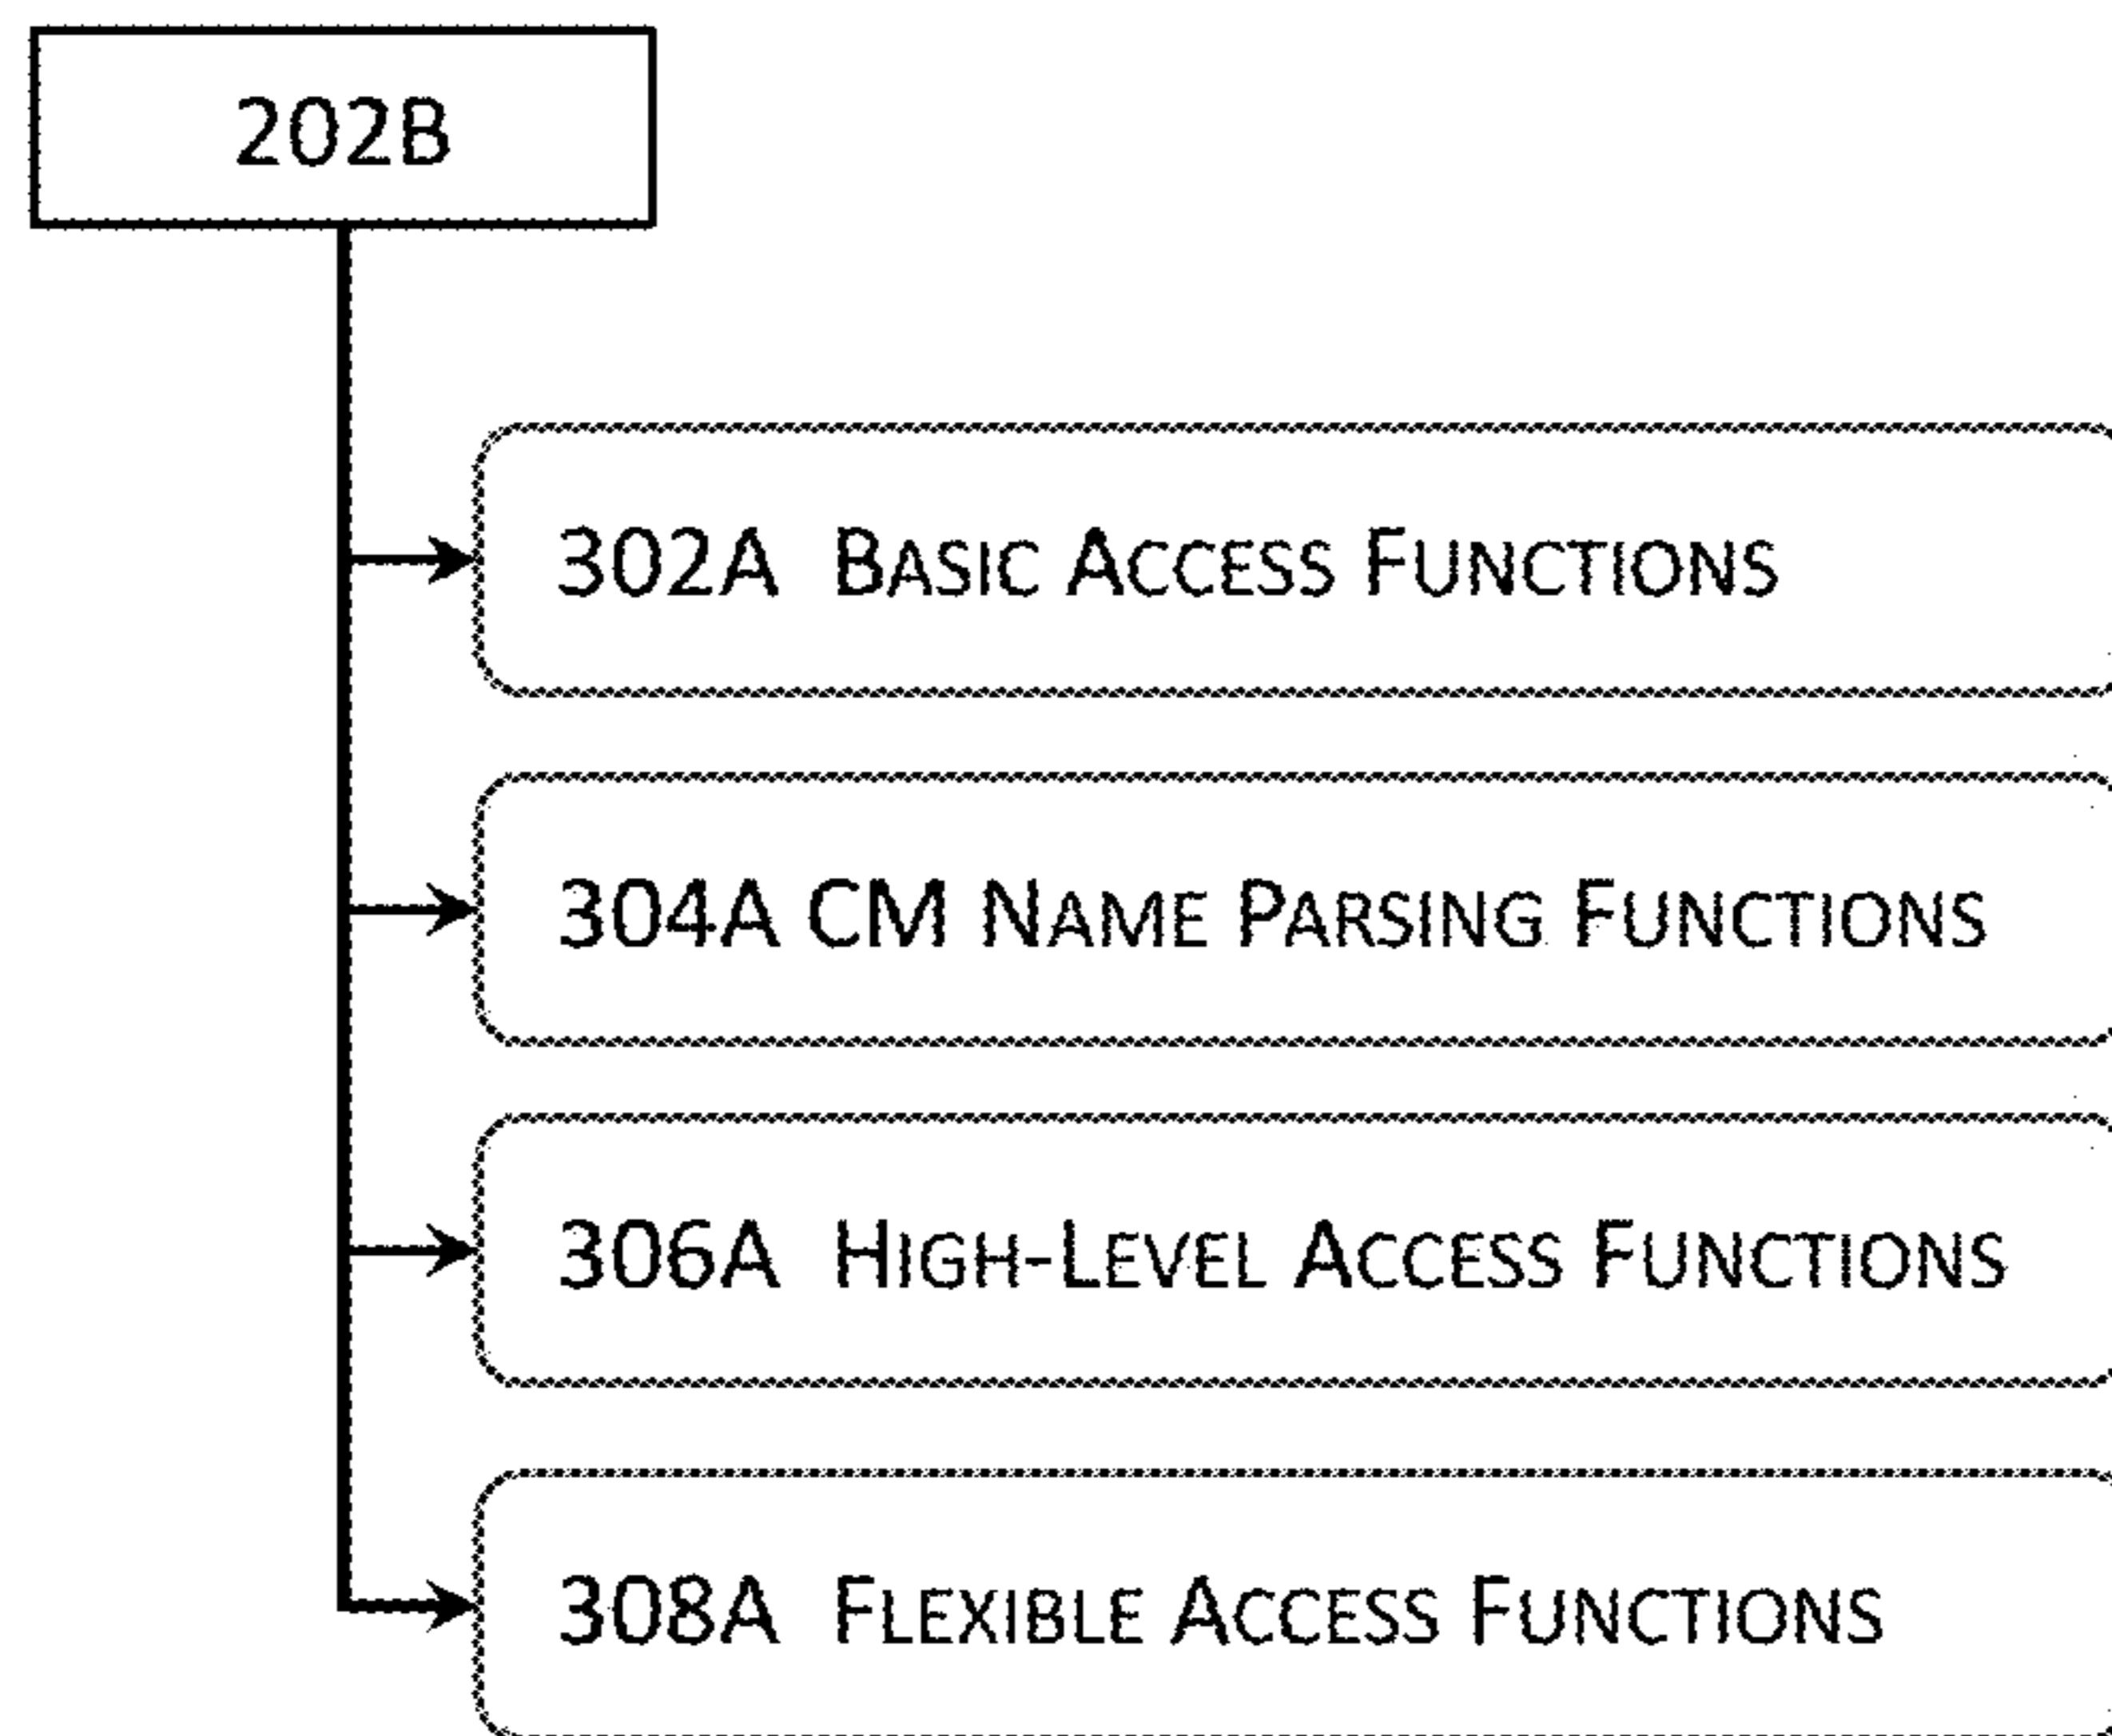 202B
302A BASIC ACCESS FUNCTIONS
304A CM NAME PARSING FUNCTIONS
306A HIGH-LEVEL ACCESS FUNCTIONS
308A FLEXIBLE ACCESS FUNCTIONS